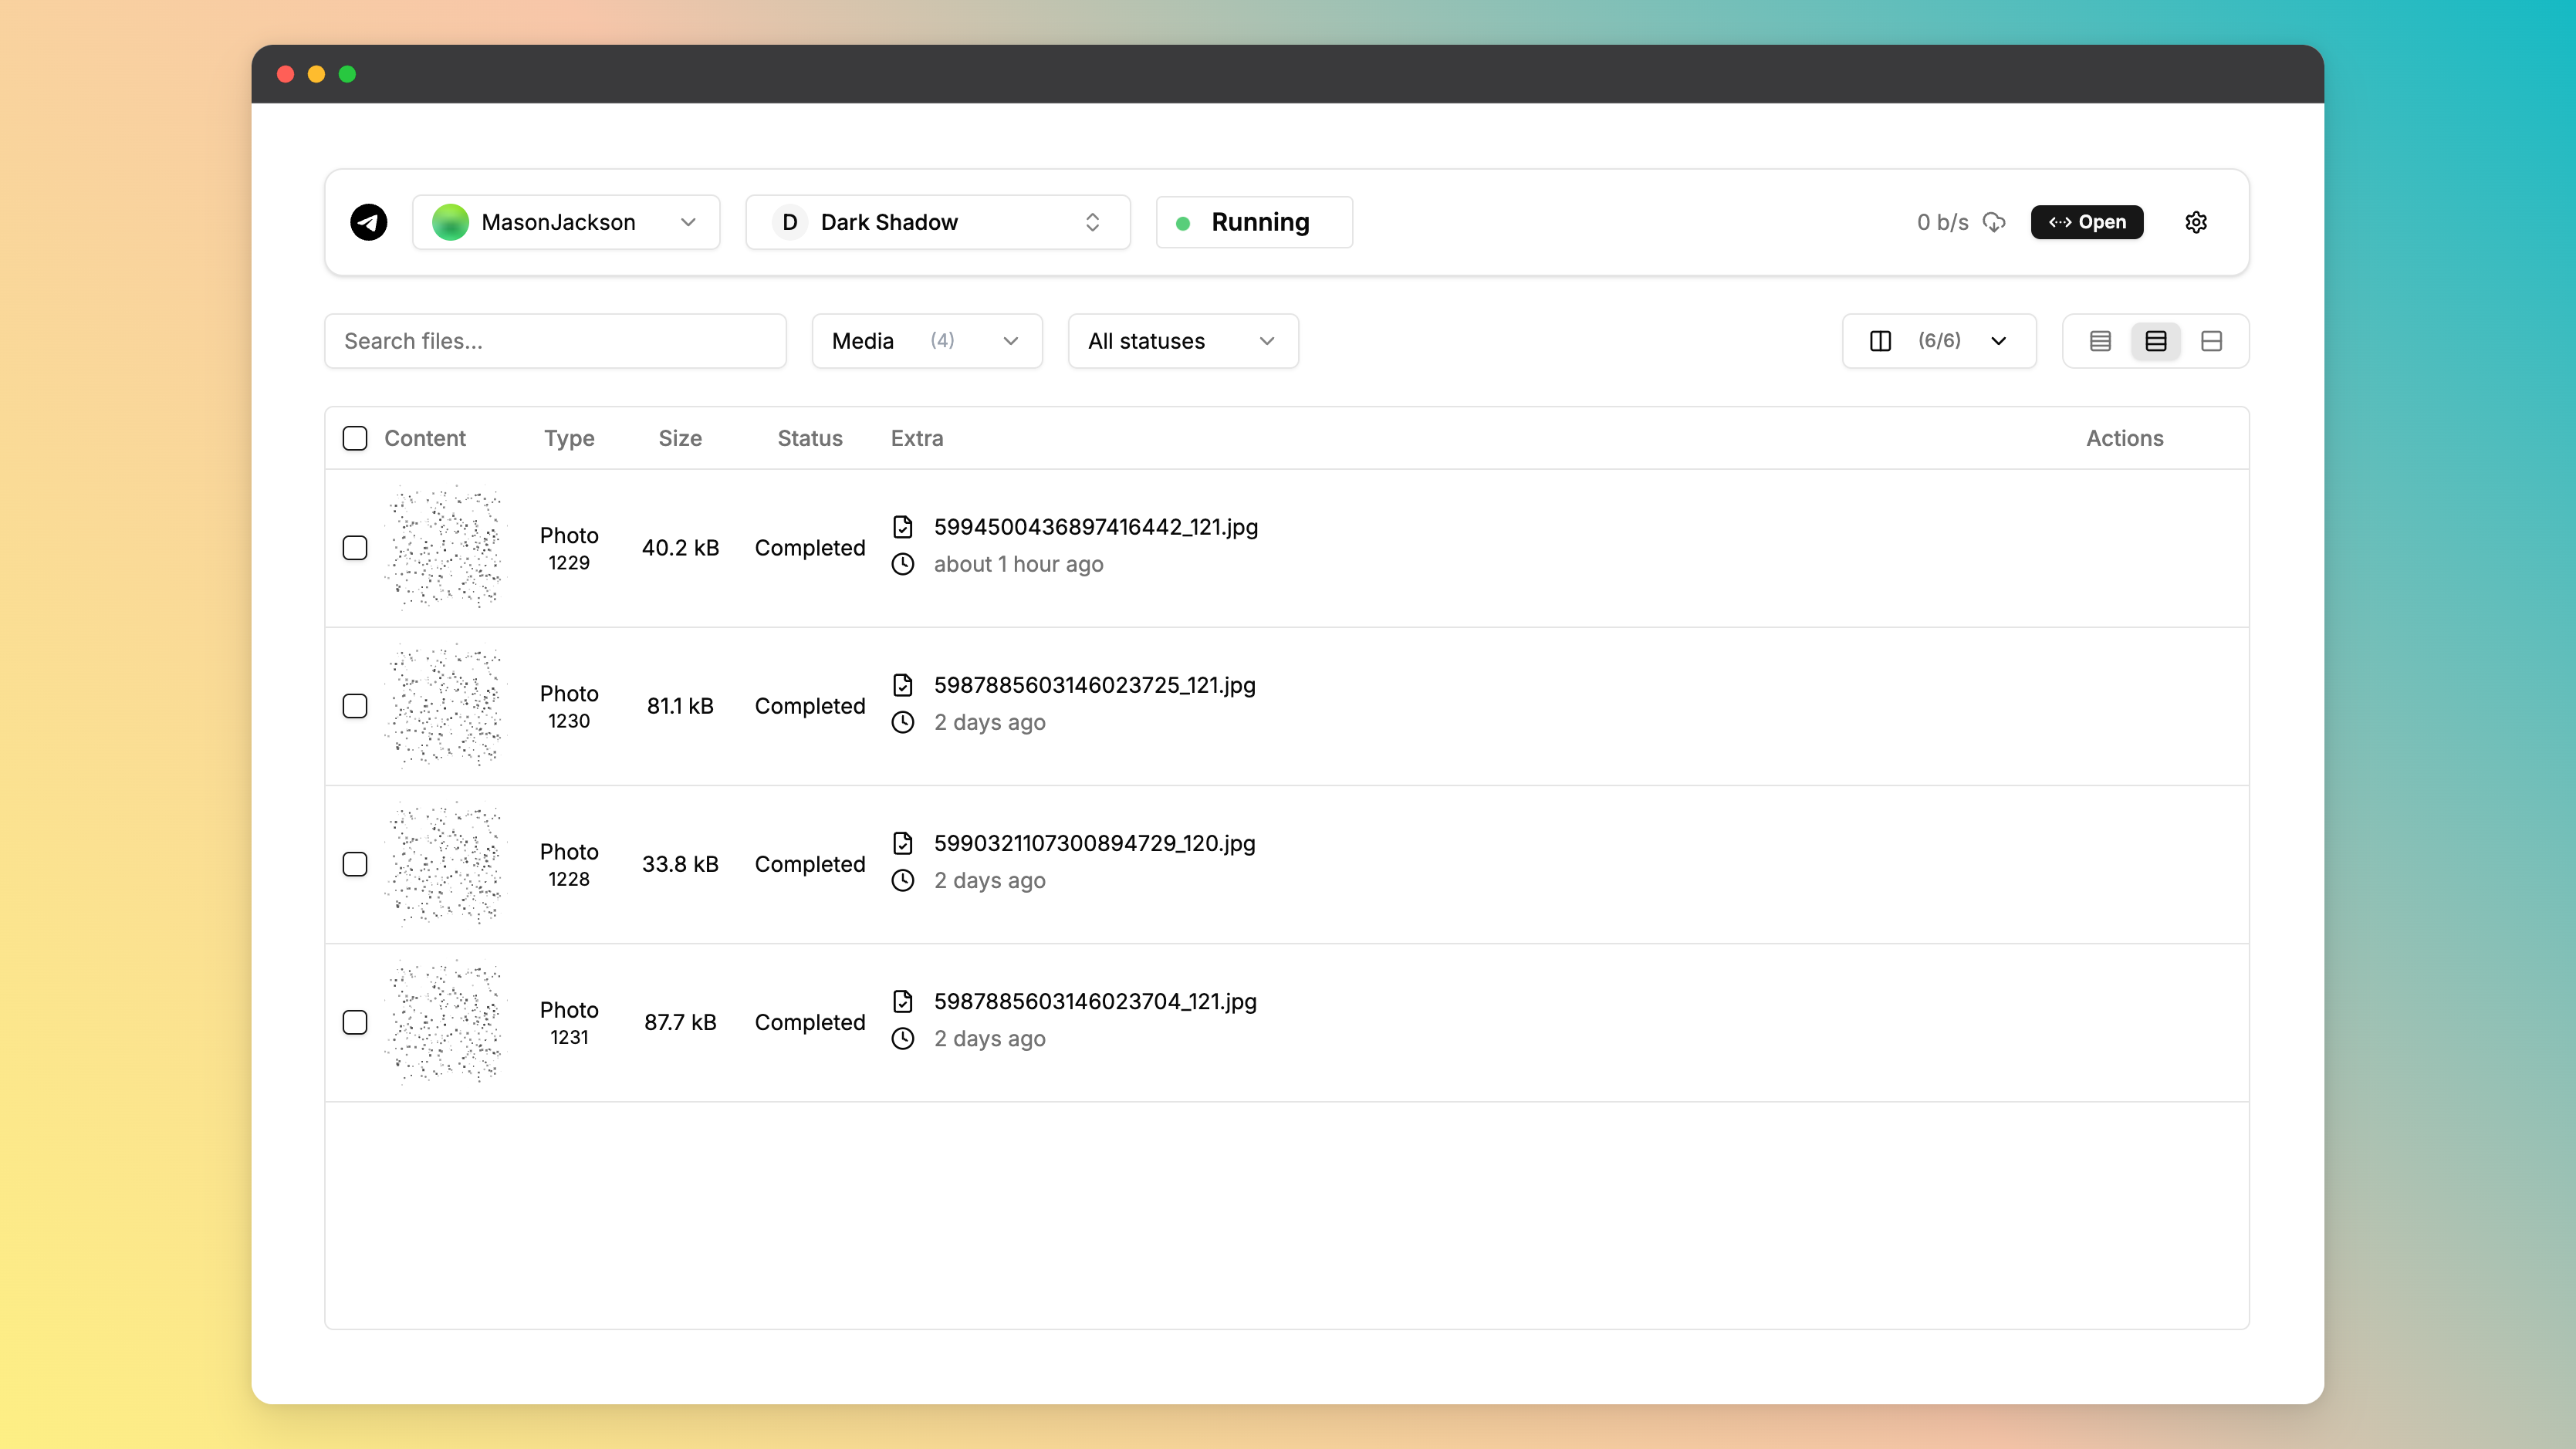 MasonJackson D Dark Shadow Running 0 b/s Open
Search files... Media (4) All statuses (6/6)
Content Type Size Status Extra Actions
Photo
1229
40.2 kB
Completed
5994500436897416442_121.jpg
about 1 hour ago
Photo
1230
81.1 kB
Completed
5987885603146023725_121.jpg
2 days ago
Photo
1228
33.8 kB
Completed
5990321107300894729_120.jpg
2 days ago
Photo
1231
87.7 kB
Completed
5987885603146023704_121.jpg
2 days ago